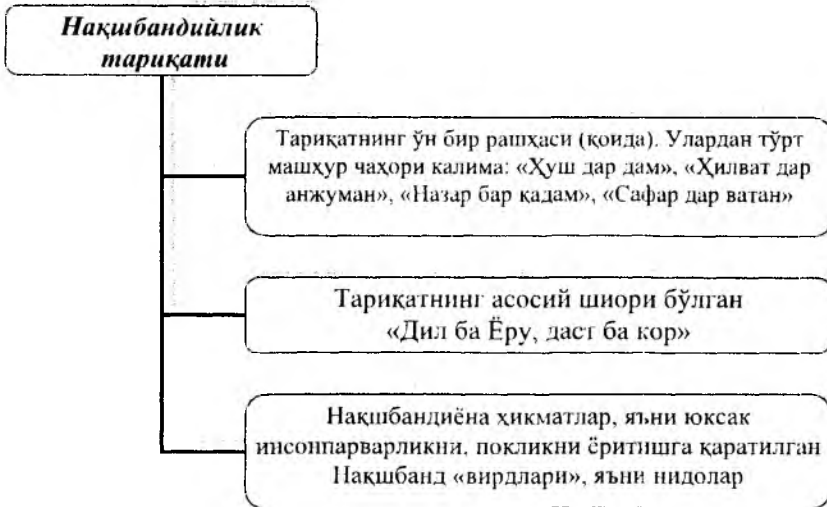 Нақшбандийлик
тариқати
Тариқатнинг ўн бир рашҳаси (қоида). Улардан тўрт
машҳур чаҳори калима: «Ҳуш дар дам», «Ҳилват дар
анжуман», «Назар бар қадам», «Сафар дар ватан»
Тариқатнинг асосий шиори бўлган
«Дил ба Ёру, даст ба кор»
Нақшбандиёна ҳикматлар, яъни юксак
инсонпарварликни, покликни ёритишга қаратилган
Нақшбанд «вирдлари», яъни нидолар